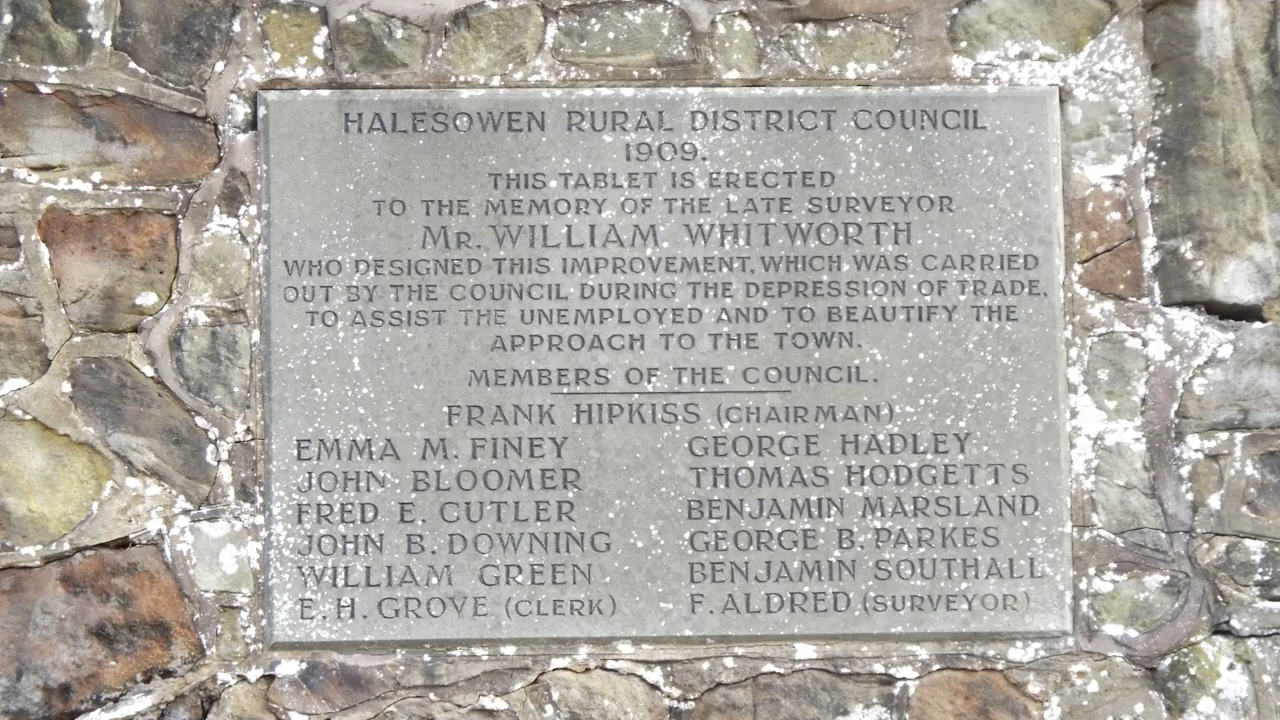 HALESOWEN RURAL DISTRICT COUNCIL
1909.
THIS TABLET IS ERECTED
TO THE MEMORY OF THE LATE SURVEYOR
MR. WILLIAM WHITWORTH
WHO DESIGNED THIS IMPROVEMENT, WHICH WAS CARRIED
OUT BY THE COUNCIL DURING THE DEPRESSION OF TRADE,
TO ASSIST THE UNEMPLOYED AND TO BEAUTIFY THE
APPROACH TO THE TOWN.
MEMBERS OF THE COUNCIL.
FRANK HIPKISS (CHAIRMAN)
EMMA M. FINEY GEORGE HADLEY
JOHN BLOOMER THOMAS HODGETTS
FRED E. CUTLER BENJAMIN MARSLAND
JOHN B. DOWNING GEORGE B. PARKES
WILLIAM GREEN BENJAMIN SOUTHALL
E. H. GROVE (CLERK) F. ALDRED (SURVEYOR)